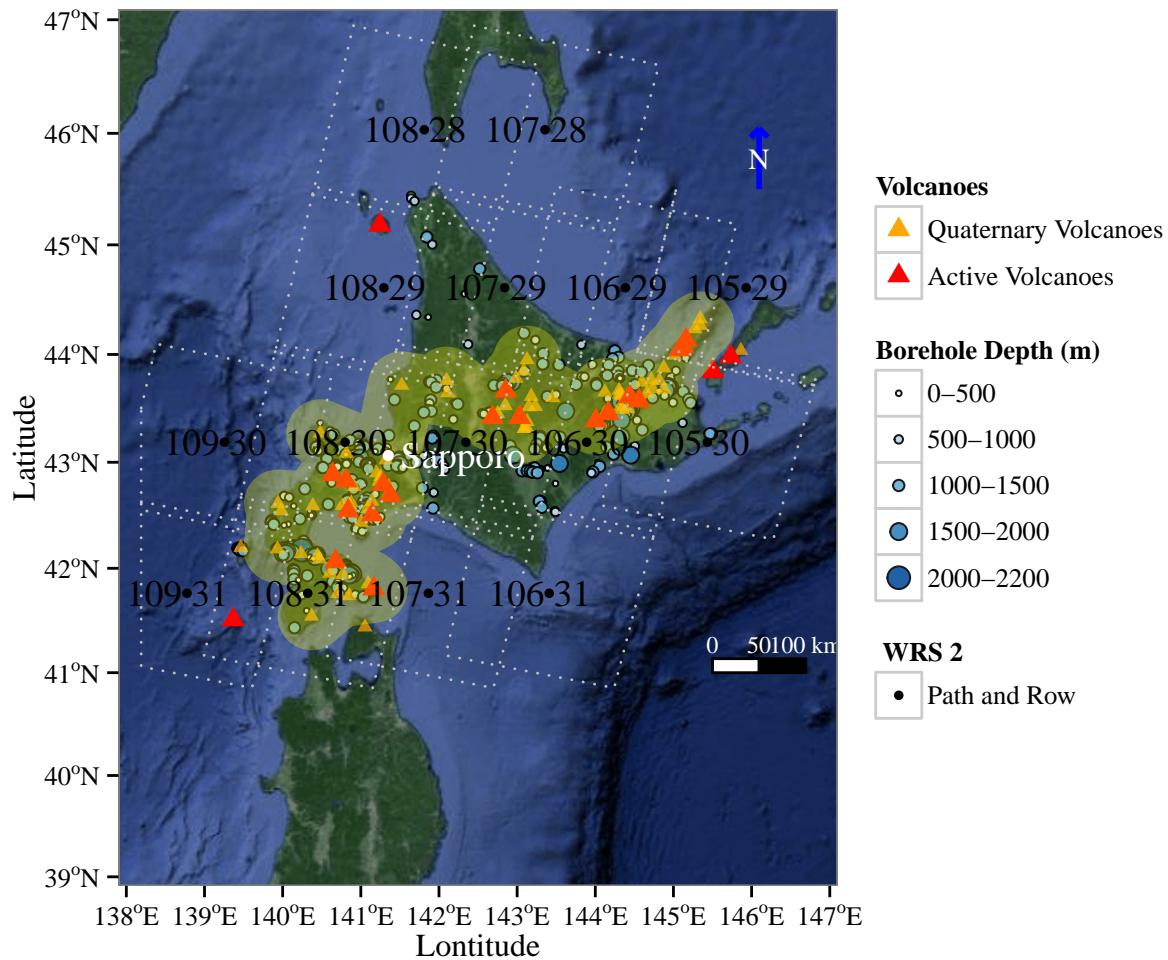 47°N
46°N
45°N
44°N
43°N
42°N
41°N
40°N
39°N
Latitude
138°E 139°E 140°E 141°E 142°E 143°E 144°E 145°E 146°E 147°E
Lontitude
108•28 107•28
N
108•29 107•29 106•29 105•29
109•30 108•30 107•30 106•30 105•30
Sapporo
109•31 108•31 107•31 106•31
0 50100 km
Volcanoes
Quaternary Volcanoes
Active Volcanoes
Borehole Depth (m)
0–500
500–1000
1000–1500
1500–2000
2000–2200
WRS 2
Path and Row